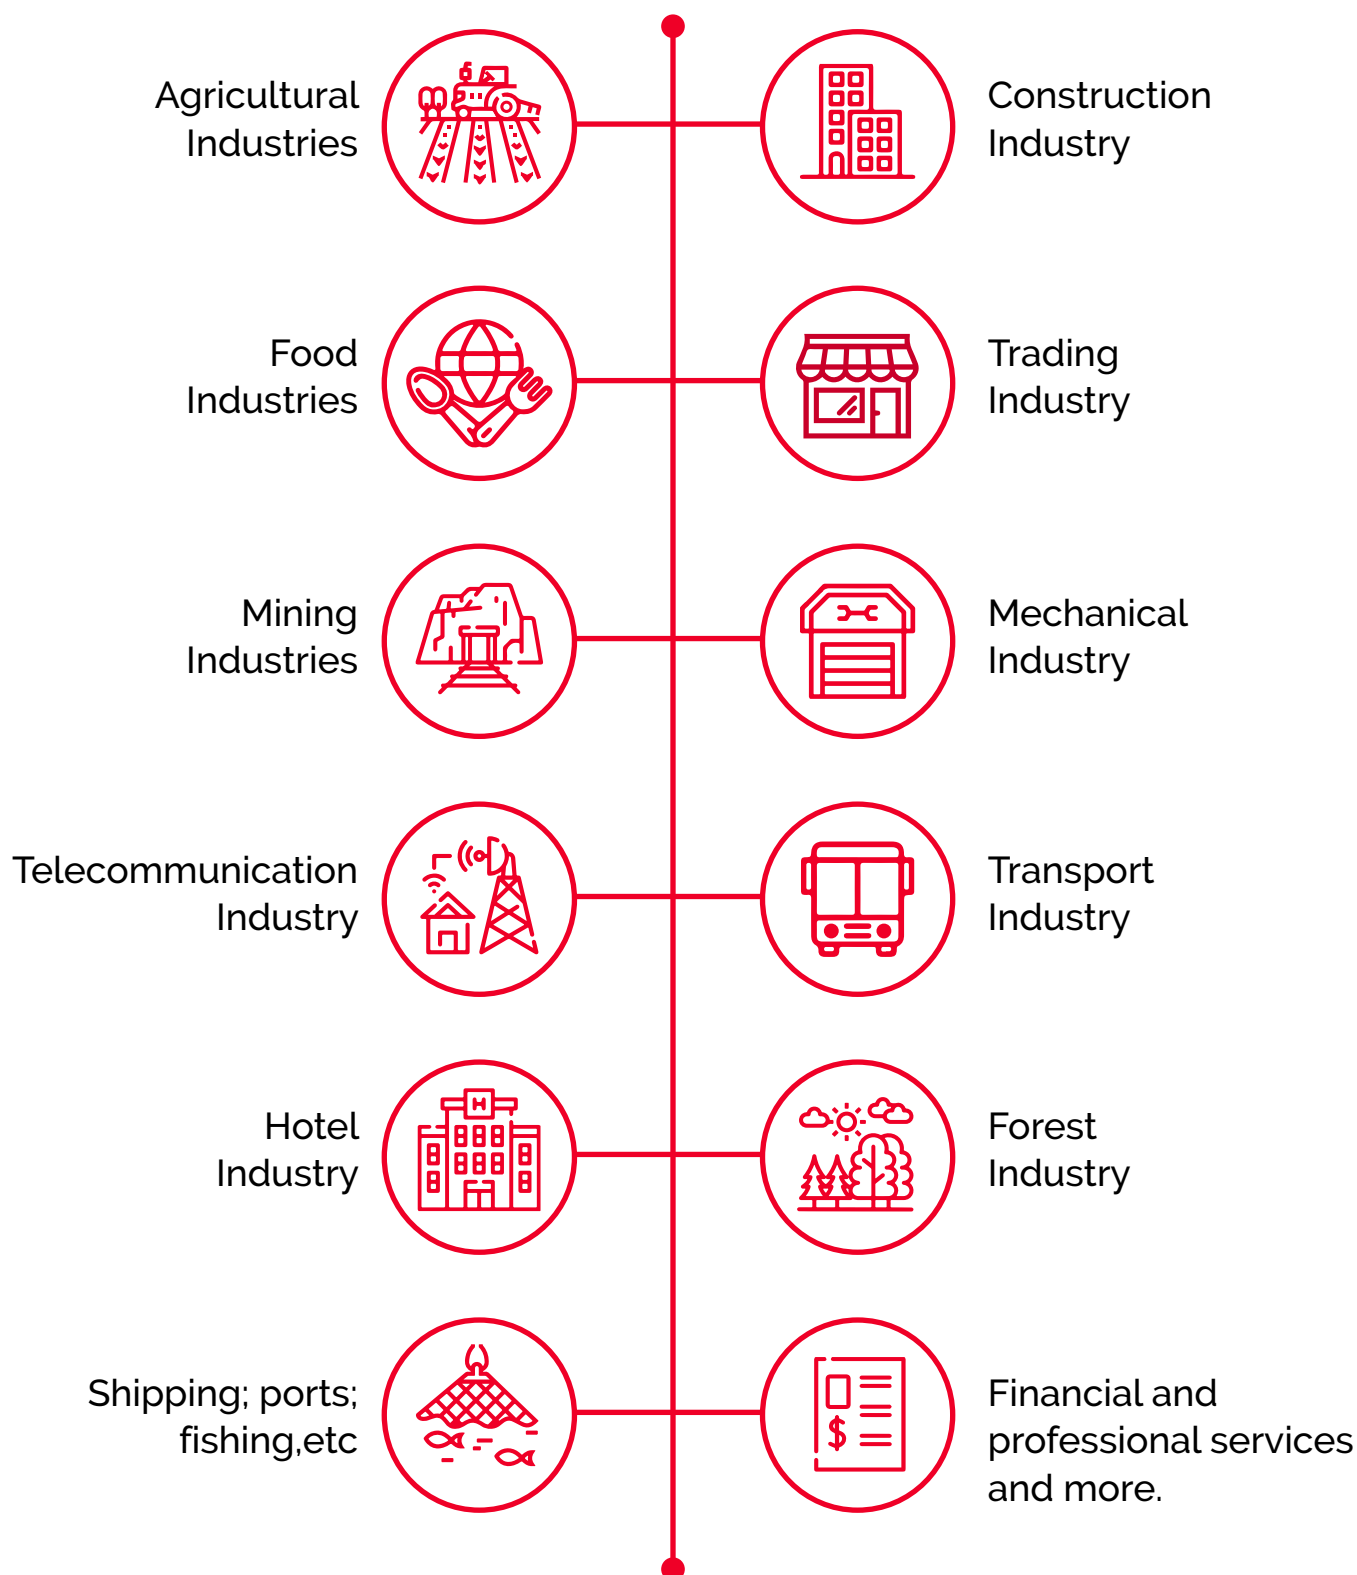 Agricultural
Industries
Construction
Industry
Food
Industries
Trading
Industry
Mining
Industries
Mechanical
Industry
Telecommunication
Industry
Transport
Industry
H
Hotel
Industry
Forest
Industry
Shipping; ports;
fishing,etc
$
Financial and
professional services
and more.